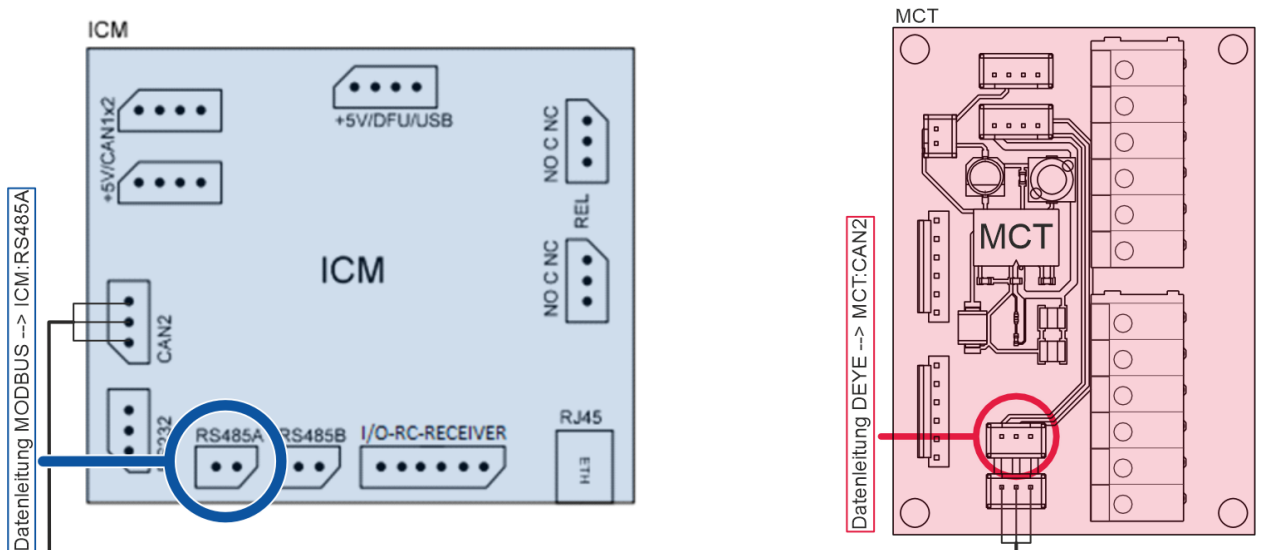 ICM
+5V/DFU/USB
+5V/CAN1x2
NO C NC
REL
NO C NC
ICM
CAN2
RS485A
RS485B
I/O-RC-RECEIVER
RJ45
ETH
Datenleitung MODBUS --> ICM:RS485A
MCT
MCT
Datenleitung DEYE --> MCT:CAN2